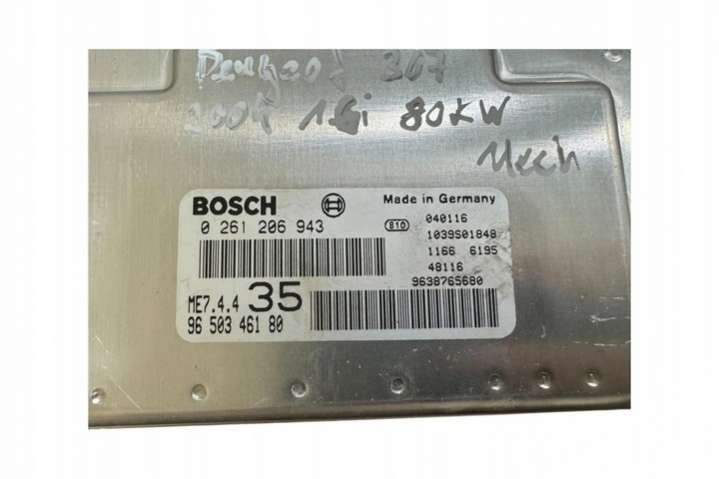 Peugeot 307
2004 1.6i 80KW
Mech
BOSCH Made in Germany
0 261 206 943 810 040116
1039S01848
1166 6195
48116
9638765680
ME7.4.4 35
96 503 461 80